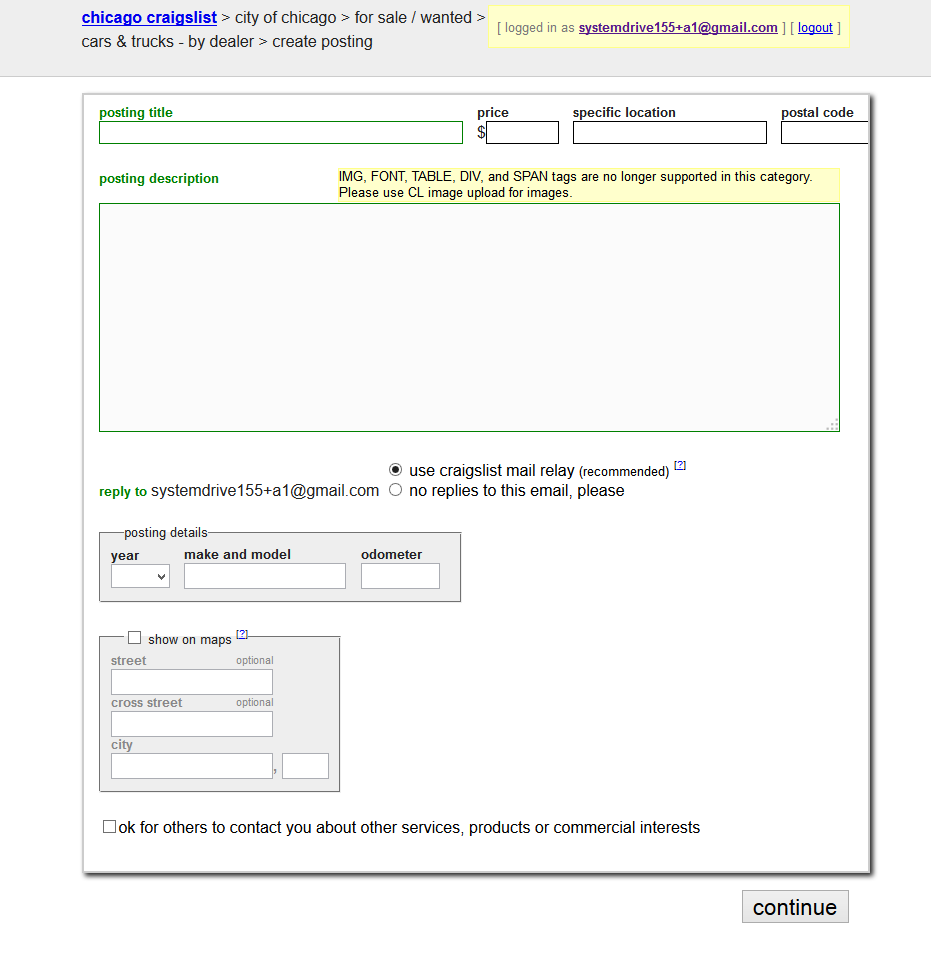 chicago craigslist > city of chicago > for sale / wanted >
cars & trucks - by dealer > create posting
[ logged in as systemdrive155+a1@gmail.com ] [ logout ]
posting title price specific location postal code
$
posting description
IMG, FONT, TABLE, DIV, and SPAN tags are no longer supported in this category.
Please use CL image upload for images.
use craigslist mail relay (recommended) [?]
reply to systemdrive155+a1@gmail.com no replies to this email, please
posting details
year make and model odometer
show on maps [?]
street optional
cross street optional
city
,
ok for others to contact you about other services, products or commercial interests
continue